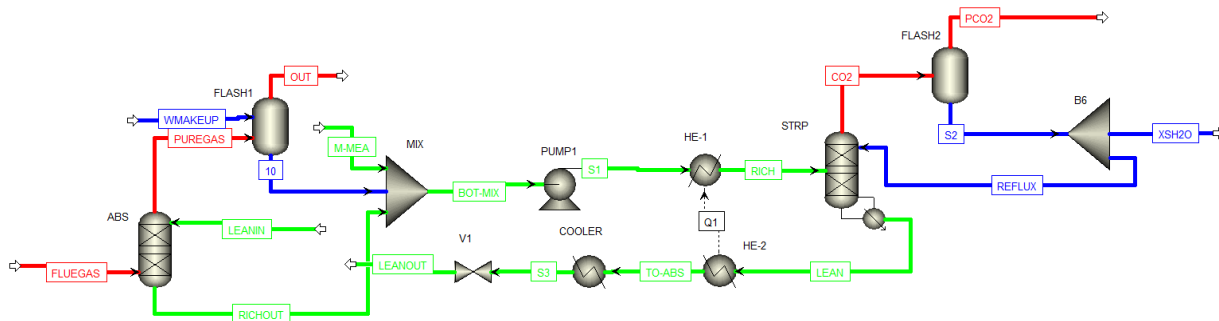 PCO2
FLASH2
OUT
CO2
FLASH1
B6
WMAKEUP
MIX
STRP
XSH2O
PUREGAS
M-MEA
HE-1
S2
PUMP1
10
S1
RICH
BOT-MIX
REFLUX
ABS
Q1
LEANIN
V1
COOLER
HE-2
FLUEGAS
LEANOUT
S3
TO-ABS
LEAN
RICHOUT